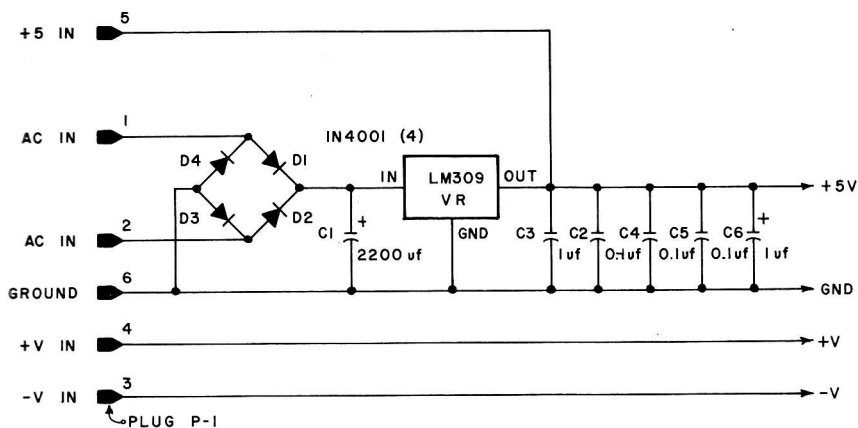 +5 IN
5
AC IN
1
IN4001 (4)
D4
D1
D3
D2
IN
LM309
VR
OUT
GND
+5V
AC IN
2
C1
+
2200 uf
C3
1uf
C2
0.1uf
C4
0.1uf
C5
0.1uf
C6
+
1uf
GROUND
6
GND
+V IN
4
+V
-V IN
3
-V
PLUG P-1